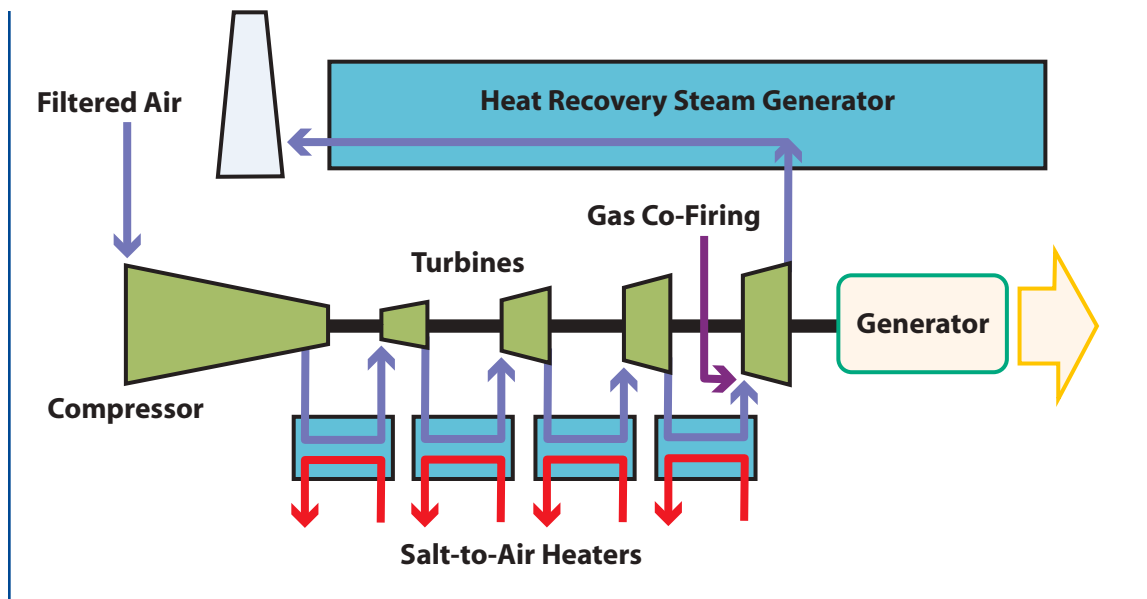 Heat Recovery Steam Generator
Filtered Air
Gas Co-Firing
Turbines
Generator
Compressor
Salt-to-Air Heaters